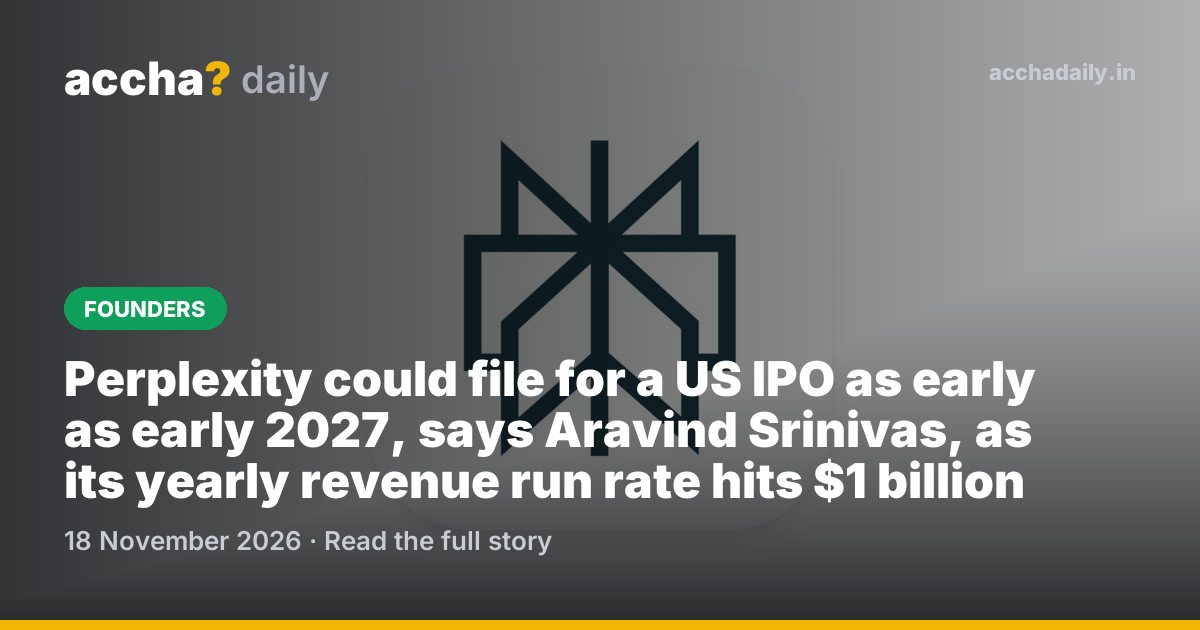 accha? daily
acchadaily.in
FOUNDERS
Perplexity could file for a US IPO as early
as early 2027, says Aravind Srinivas, as
its yearly revenue run rate hits $1 billion
18 November 2026 · Read the full story